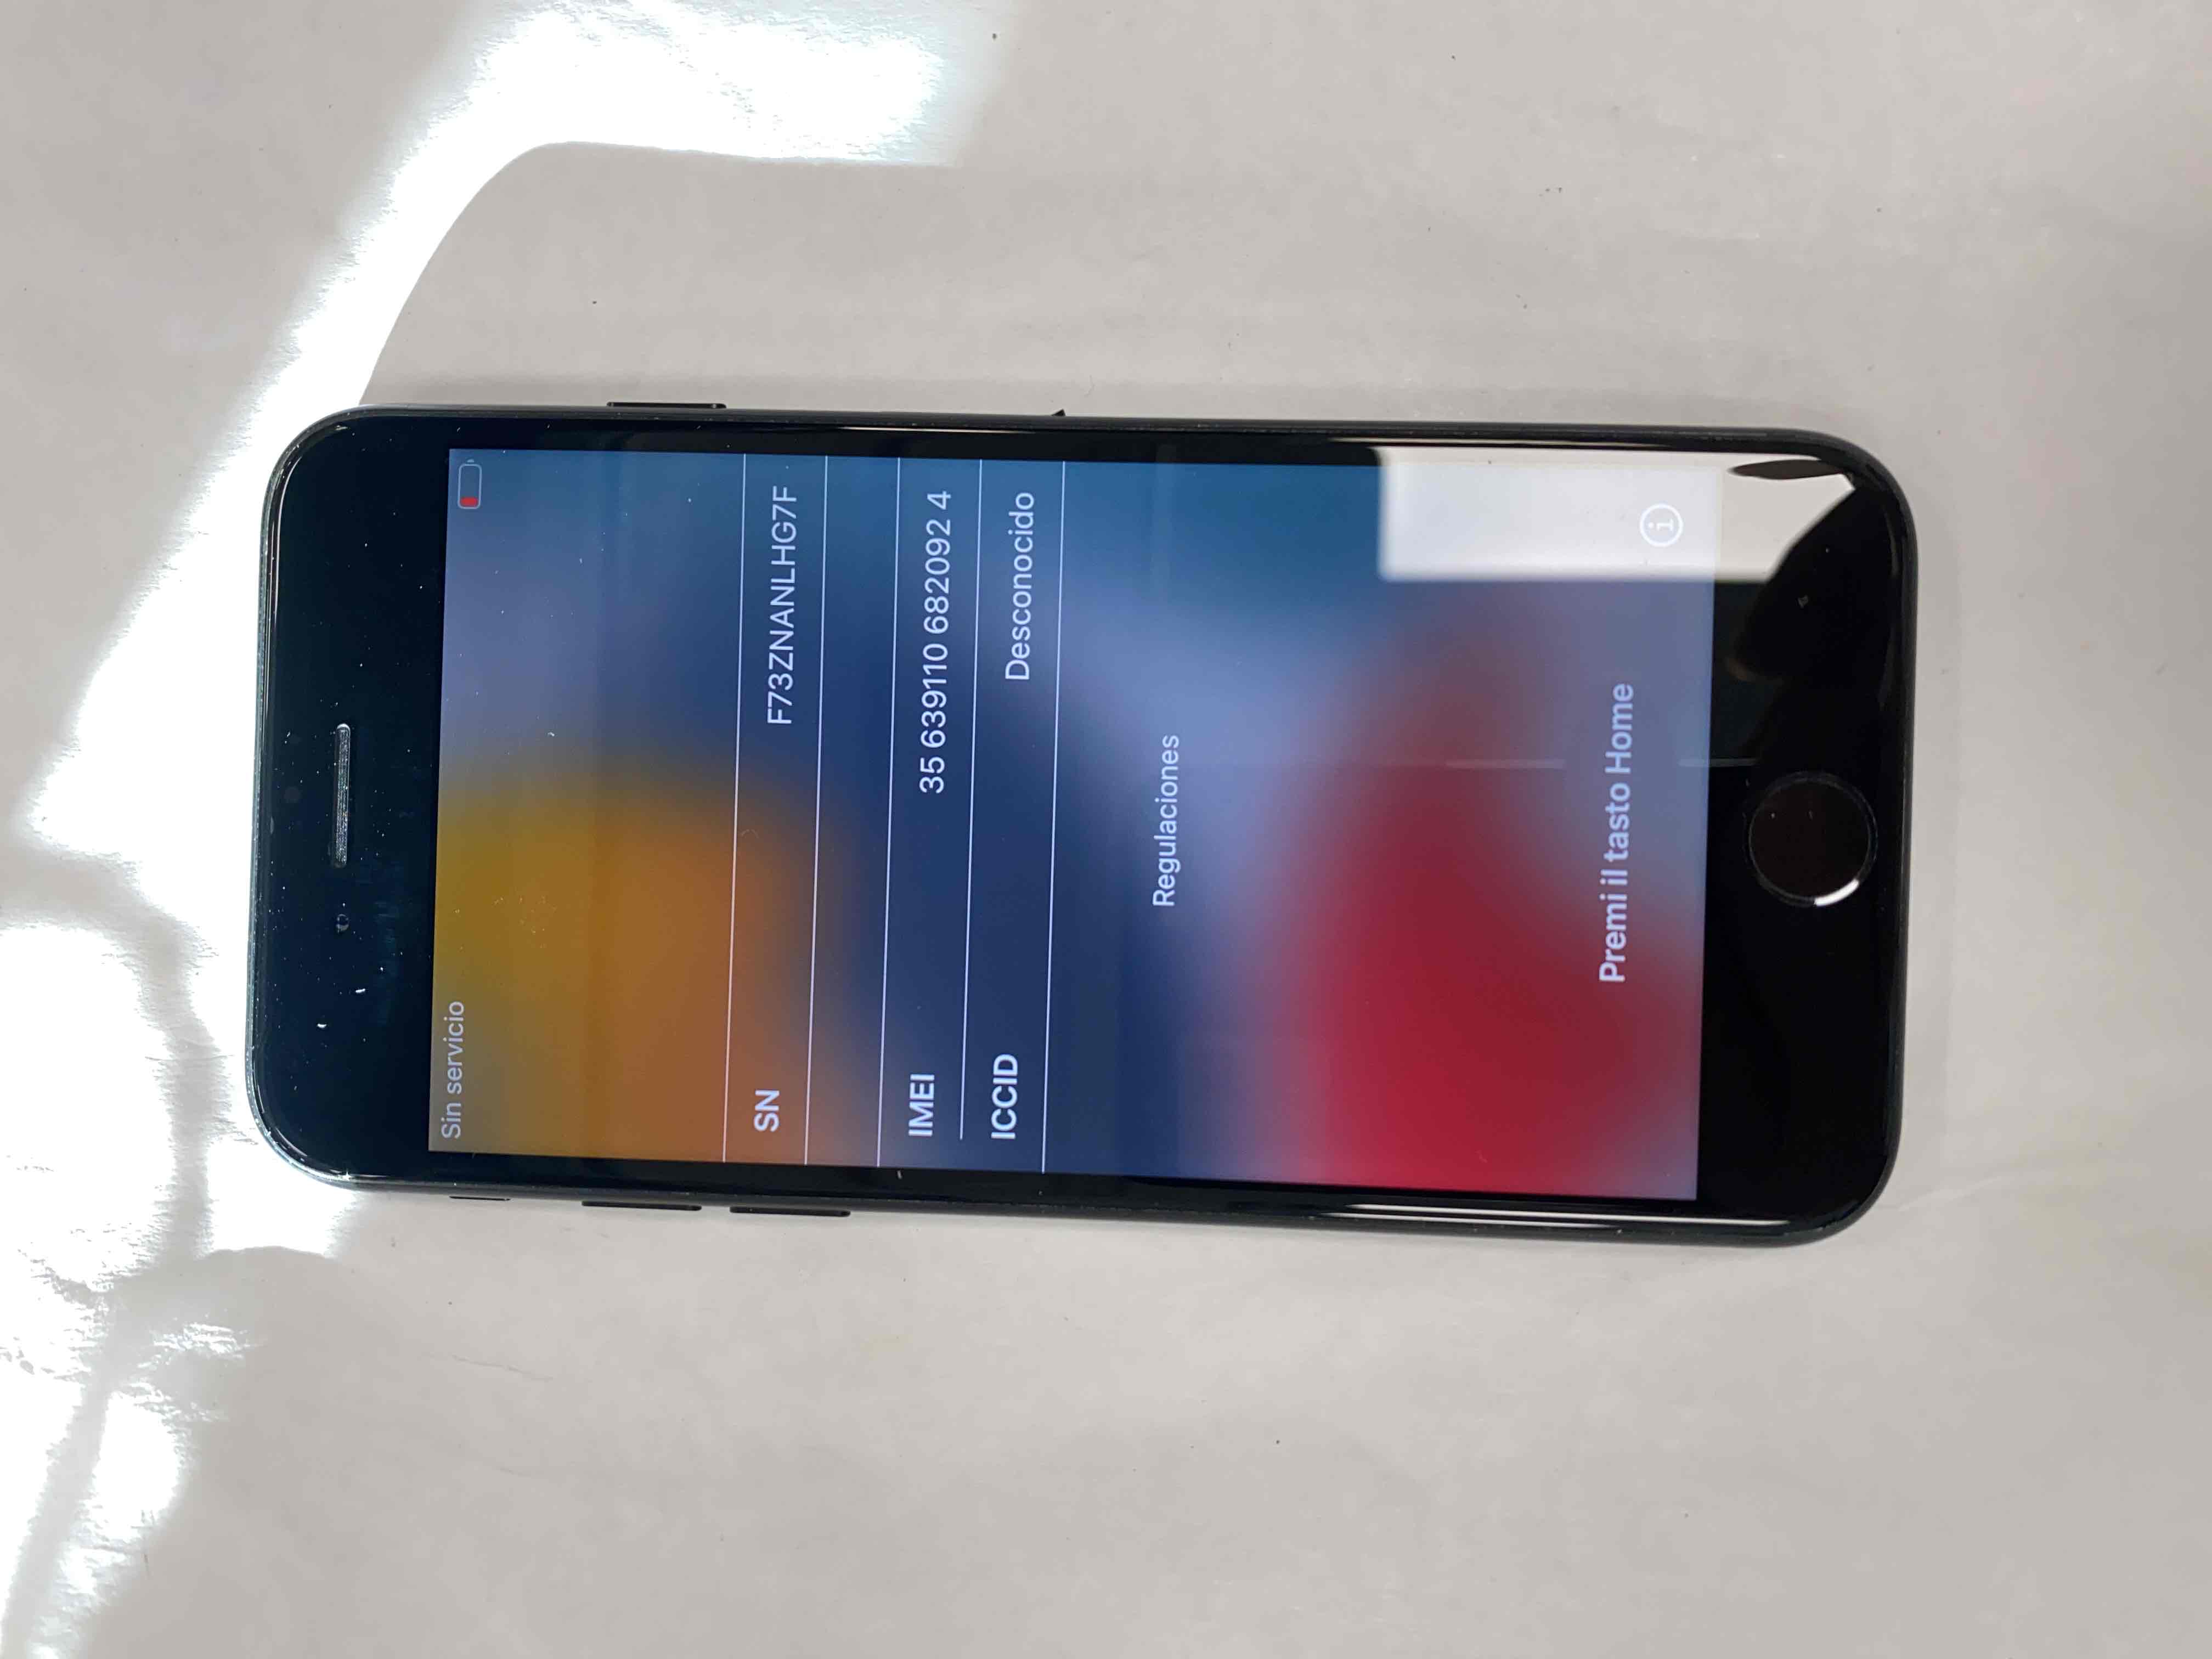 Sin servicio
SN F73ZNANLHG7F
IMEI 35 639110 682092 4
ICCID Desconocido
Regulaciones
Premi il tasto Home
i